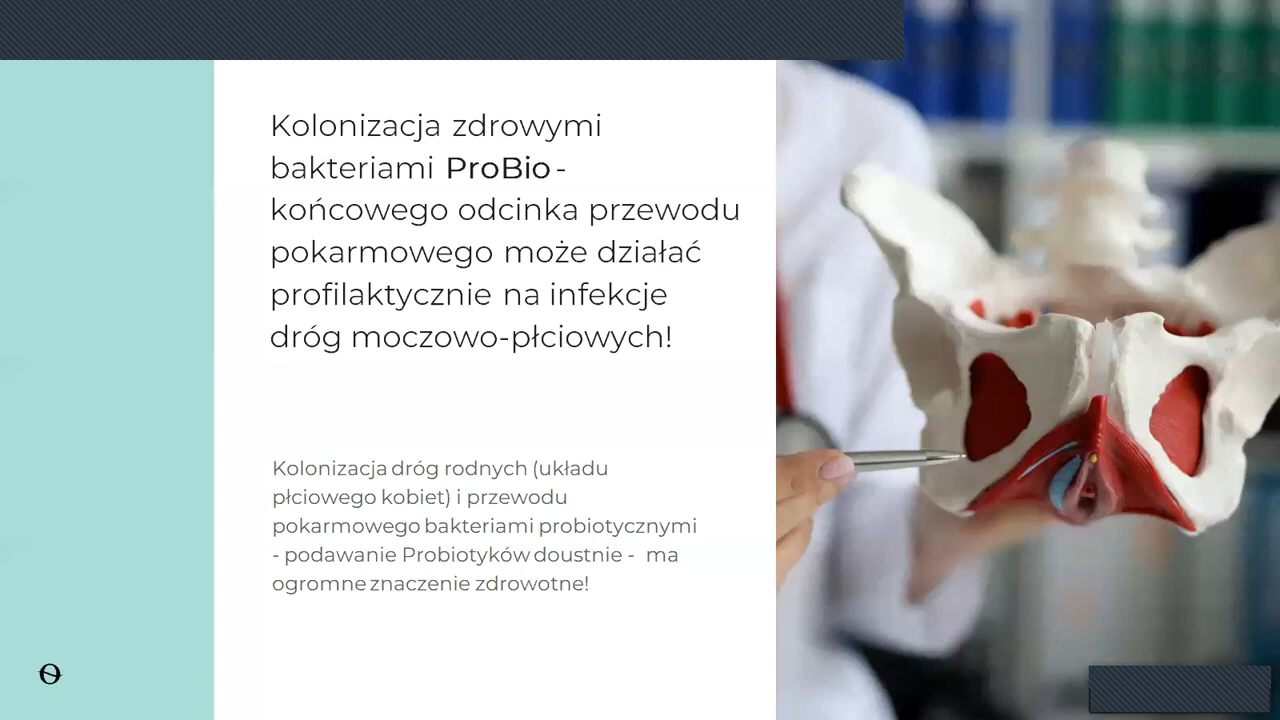 Kolonizacja zdrowymi
bakteriami ProBio -
końcowego odcinka przewodu
pokarmowego może działać
profilaktycznie na infekcje
dróg moczowo-płciowych!
Kolonizacja dróg rodnych (układu
płciowego kobiet) i przewodu
pokarmowego bakteriami probiotycznymi
- podawanie Probiotyków doustnie - ma
ogromne znaczenie zdrowotne!